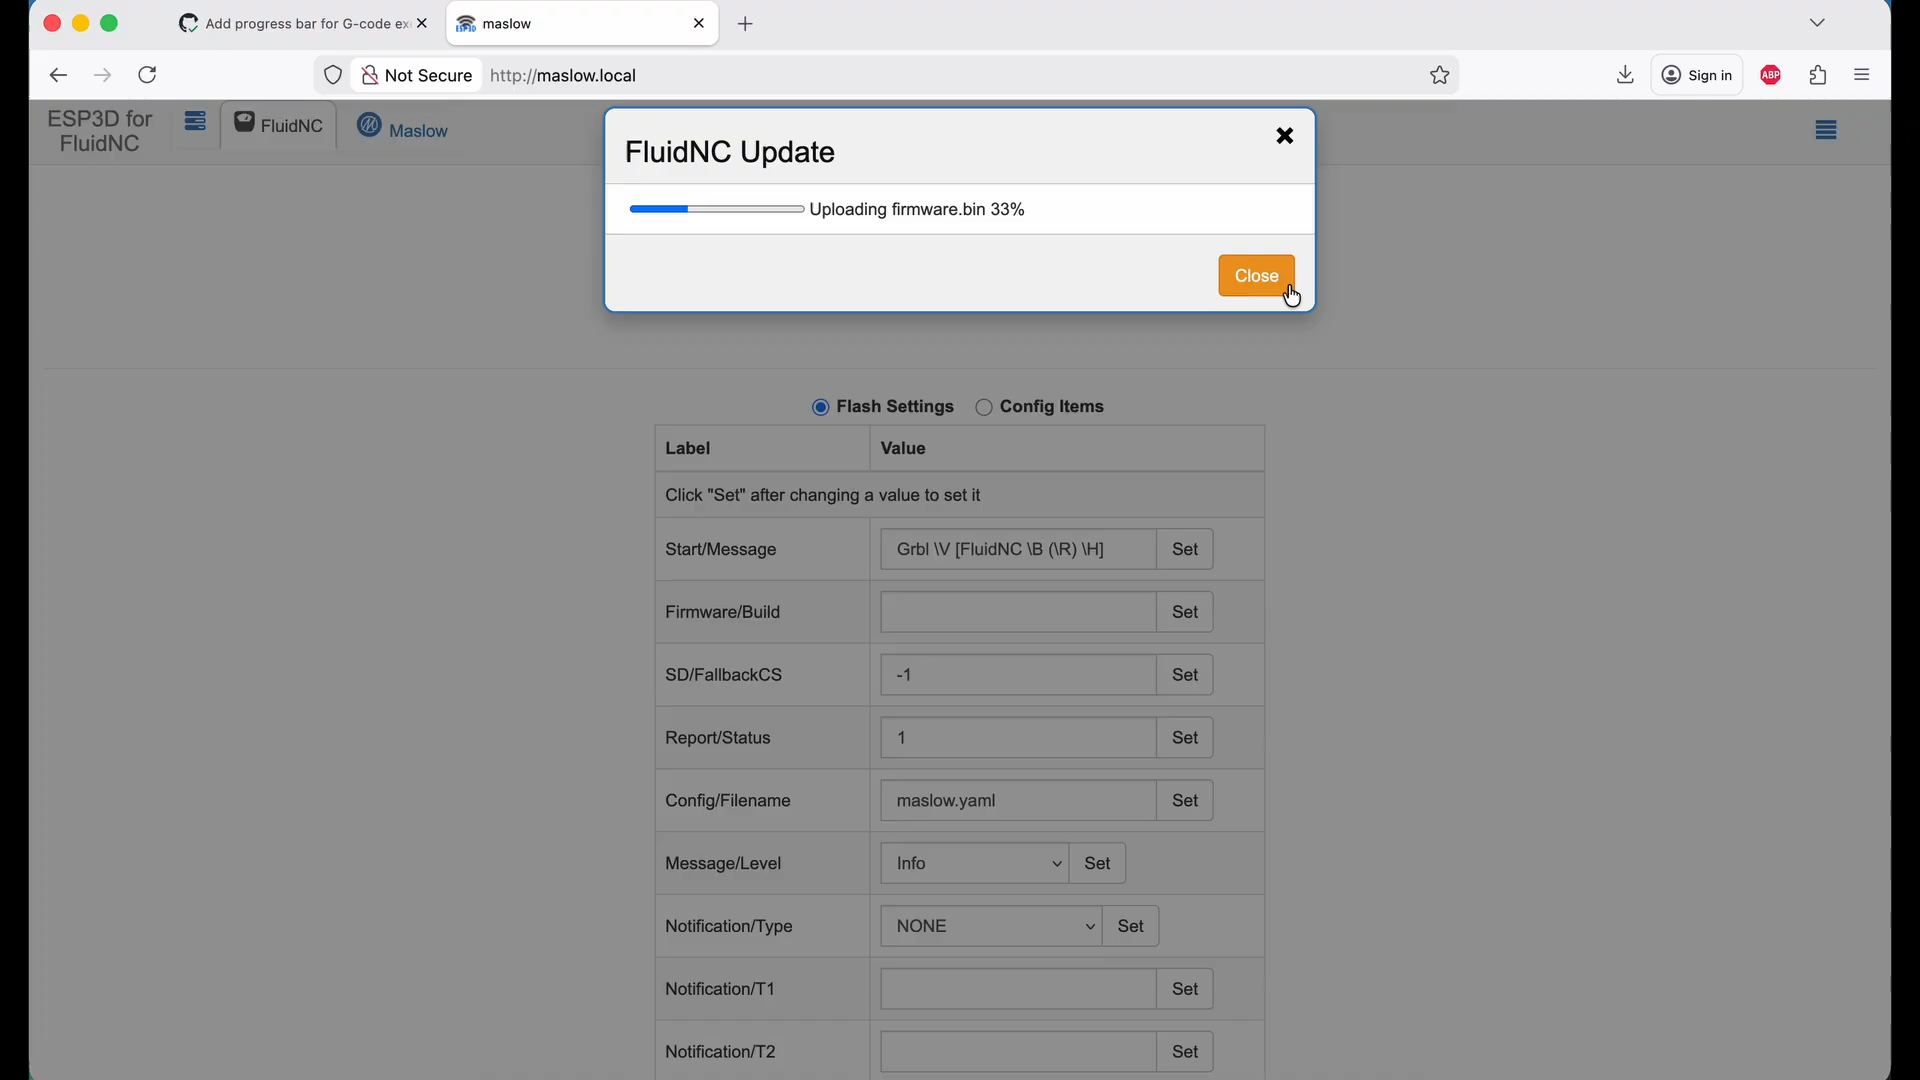 Add progress bar for G-code ex
maslow
Not Secure
http://maslow.local
Sign in
ABP
ESP3D for
FluidNC
FluidNC
Maslow
FluidNC Update
Uploading firmware.bin 33%
Close
Flash Settings
Config Items
Label Value
Click "Set" after changing a value to set it
Start/Message Grbl \V [FluidNC \B (\R) \H] Set
Firmware/Build Set
SD/FallbackCS -1 Set
Report/Status 1 Set
Config/Filename maslow.yaml Set
Message/Level Info Set
Notification/Type NONE Set
Notification/T1 Set
Notification/T2 Set